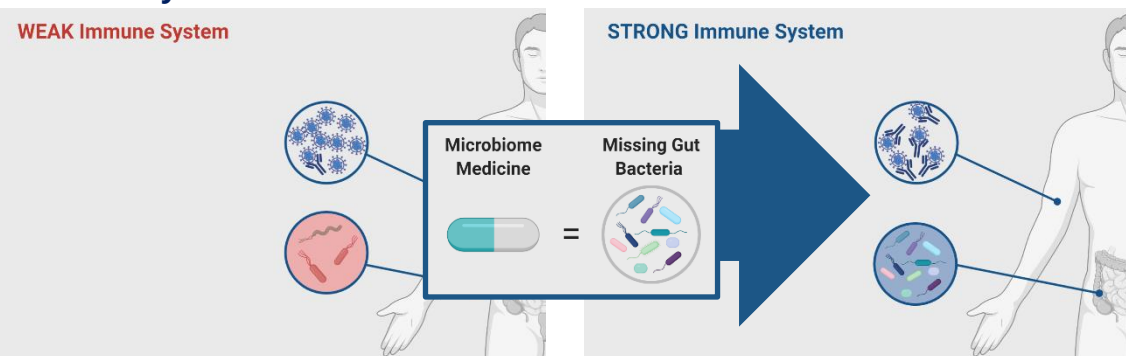 WEAK Immune System
STRONG Immune System
Microbiome
Medicine
Missing Gut
Bacteria
=